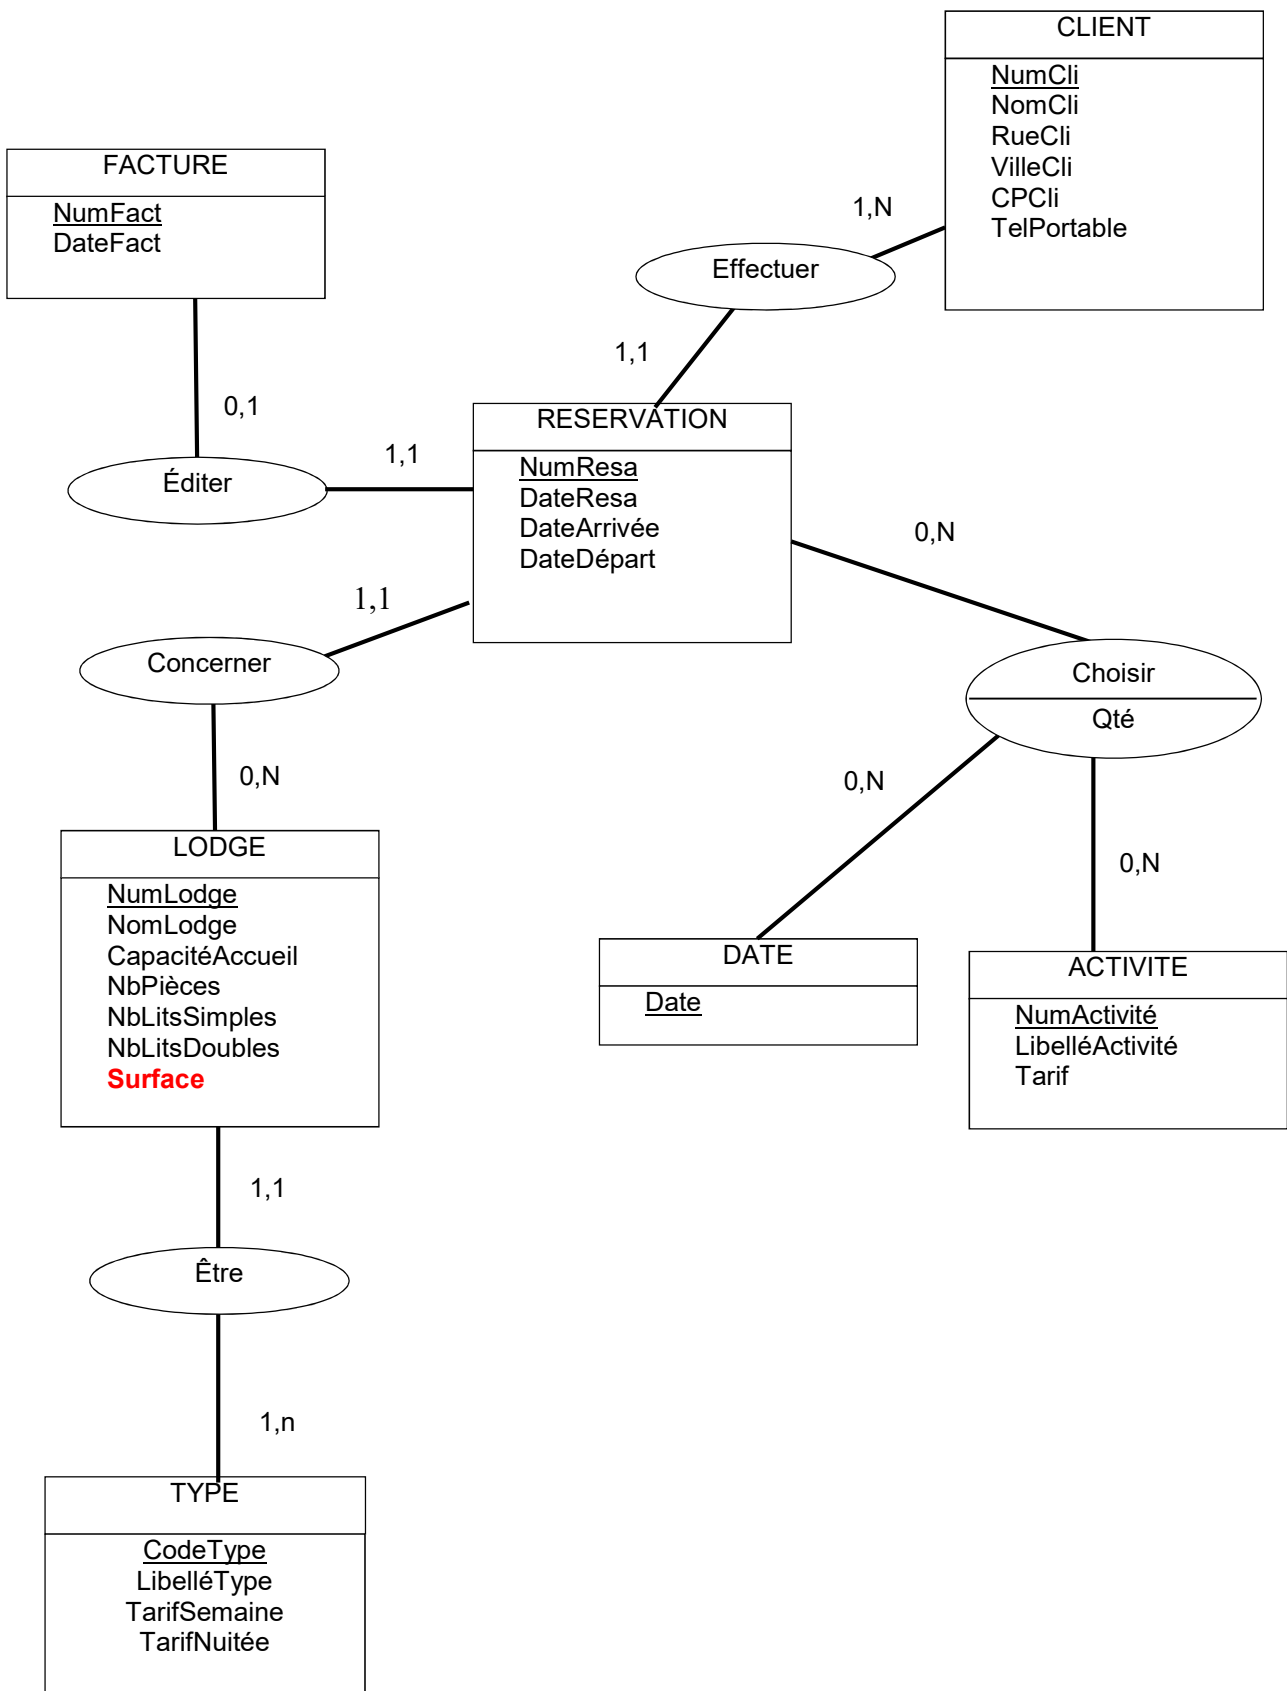 CLIENT
NumCli
NomCli
RueCli
VilleCli
CPCli
TelPortable
FACTURE
NumFact
DateFact
1,N
Effectuer
1,1
0,1
RESERVATION
NumResa
DateResa
DateArrivée
DateDépart
1,1
Éditer
0,N
1,1
Concerner
Choisir
Qté
0,N
0,N
0,N
LODGE
NumLodge
NomLodge
CapacitéAccueil
NbPièces
NbLitsSimples
NbLitsDoubles
Surface
DATE
Date
ACTIVITE
NumActivité
LibelléActivité
Tarif
1,1
Être
1,n
TYPE
CodeType
LibelléType
TarifSemaine
TarifNuitée